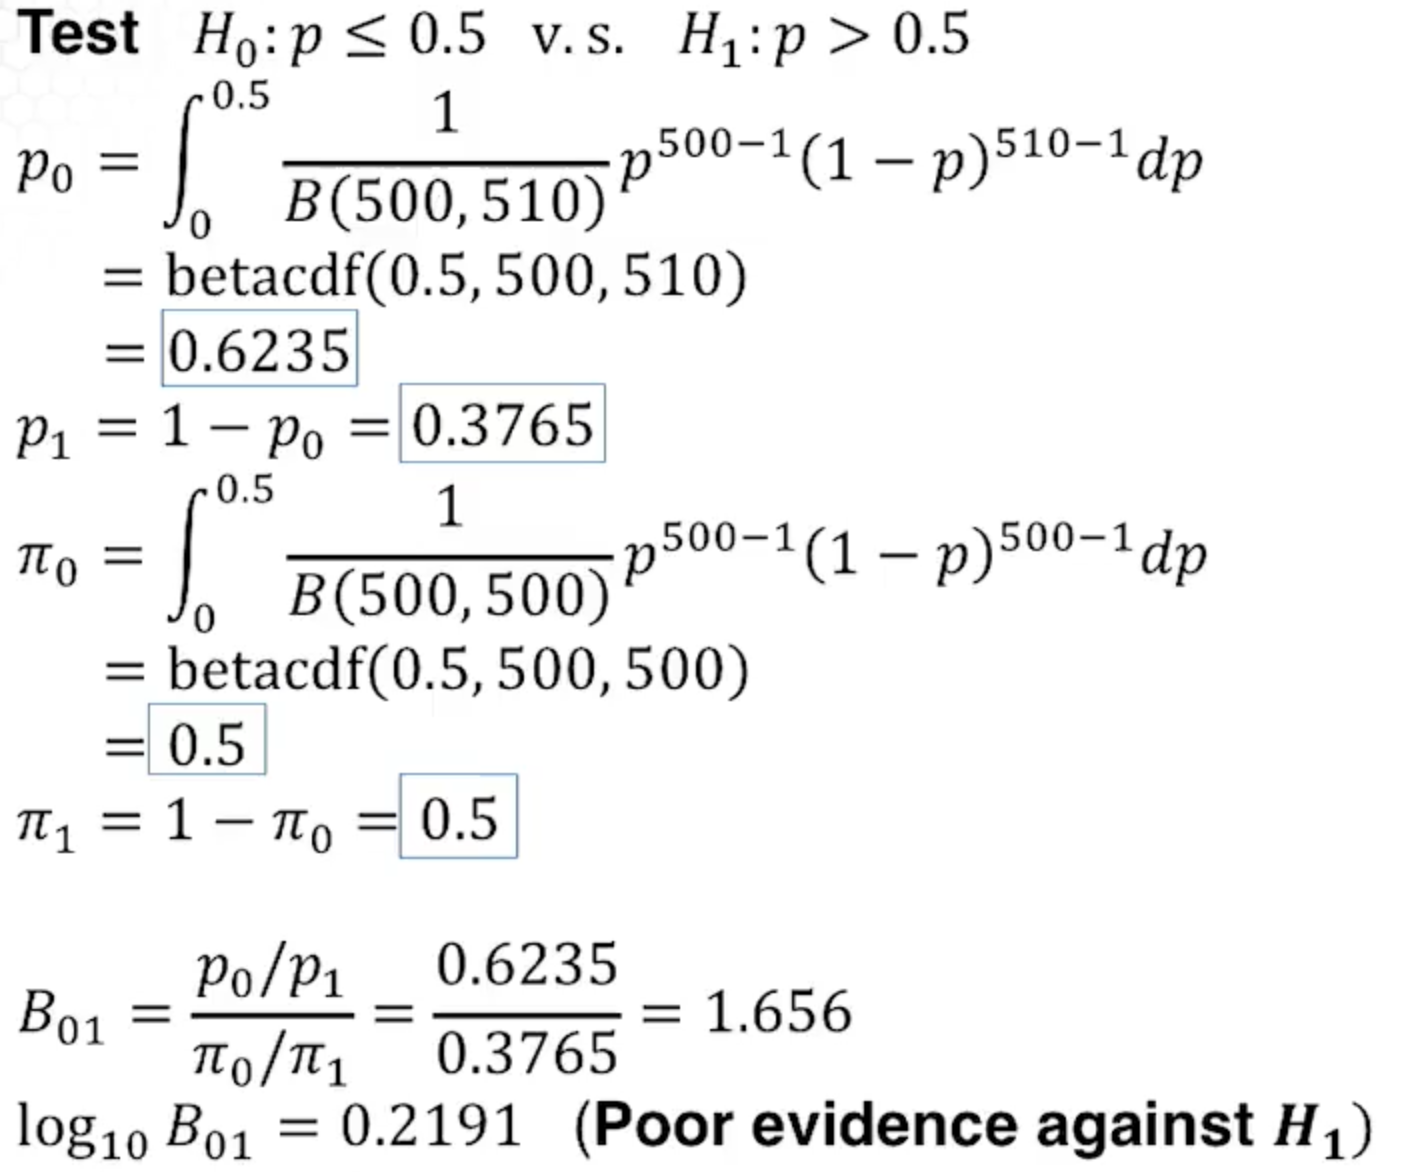 Test H₀: p ≤ 0.5 v. s. H₁: p > 0.5
p₀ = ∫₀^0.5 1/B(500, 510) p^(500−1)(1 − p)^(510−1) dp
= betacdf(0.5, 500, 510)
= 0.6235
p₁ = 1 − p₀ = 0.3765
π₀ = ∫₀^0.5 1/B(500, 500) p^(500−1)(1 − p)^(500−1) dp
= betacdf(0.5, 500, 500)
= 0.5
π₁ = 1 − π₀ = 0.5
B₀₁ = (p₀/p₁)/(π₀/π₁) = 0.6235/0.3765 = 1.656
log₁₀ B₀₁ = 0.2191 (Poor evidence against H₁)